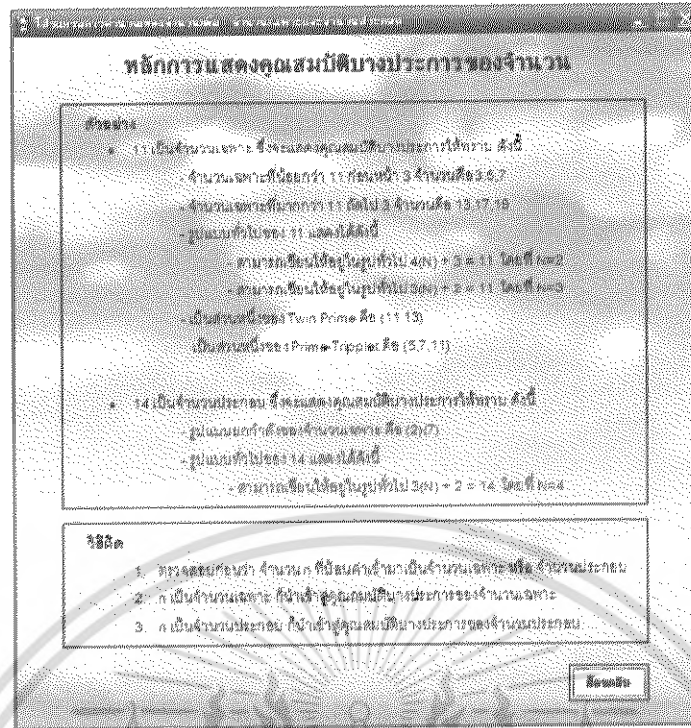 หลักการแสดงคุณสมบัติบางประการของจำนวน
ตัวอย่าง
• 11 เป็นจำนวนเฉพาะ ซึ่งจะแสดงคุณสมบัติบางประการให้ทราบ ดังนี้
- จำนวนเฉพาะที่น้อยกว่า 11 ก่อนหน้า 3 จำนวนคือ 3,5,7
- จำนวนเฉพาะที่มากกว่า 11 ถัดไป 3 จำนวนคือ 13,17,19
- รูปแบบทั่วไปของ 11 แสดงได้ดังนี้
- สามารถเขียนให้อยู่ในรูปทั่วไป 4(N) + 3 = 11 โดยที่ N=2
- สามารถเขียนให้อยู่ในรูปทั่วไป 3(N) + 2 = 11 โดยที่ N=3
- เป็นส่วนหนึ่งของ Twin Prime คือ (11,13)
เป็นส่วนหนึ่งของ Prime Tripplet คือ (5,7,11)
• 14 เป็นจำนวนประกอบ ซึ่งจะแสดงคุณสมบัติบางประการให้ทราบ ดังนี้
- รูปแบบยกกำลังของจำนวนเฉพาะ คือ (2)(7)
- รูปแบบทั่วไปของ 14 แสดงได้ดังนี้
- สามารถเขียนให้อยู่ในรูปทั่วไป 3(N) + 2 = 14 โดยที่ N=4
วิธีคิด
1. ตรวจสอบก่อนว่า จำนวน n ที่ป้อนค่าเข้ามาเป็นจำนวนเฉพาะ หรือ จำนวนประกอบ
2. n เป็นจำนวนเฉพาะ ก็นำเข้าสู่คุณสมบัติบางประการของจำนวนเฉพาะ
3. n เป็นจำนวนประกอบ ก็นำเข้าสู่คุณสมบัติบางประการของจำนวนประกอบ
ย้อนกลับ